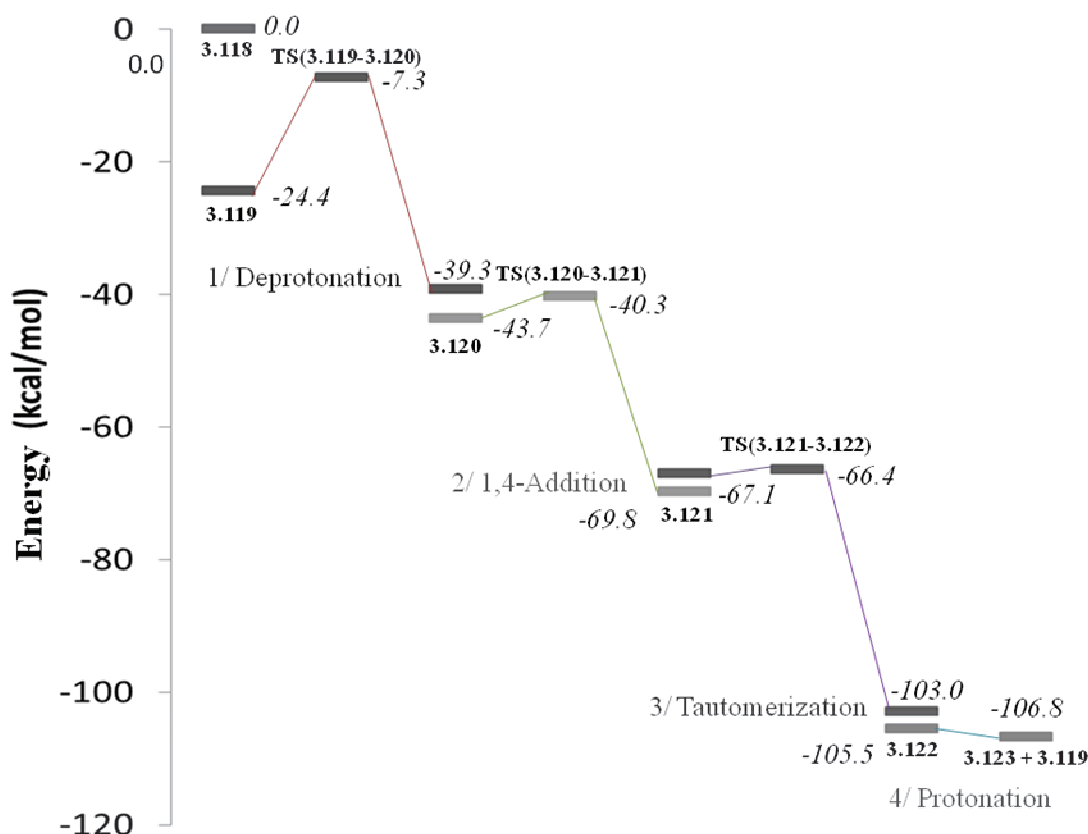 0
0.0
3.118
0.0
TS(3.119-3.120)
-7.3
-20
-24.4
3.119
1/ Deprotonation
-39.3
TS(3.120-3.121)
-40
-40.3
-43.7
3.120
Energy (kcal/mol)
-60
TS(3.121-3.122)
-66.4
2/ 1,4-Addition
-67.1
-69.8
3.121
-80
-100
-103.0
3/ Tautomerization
-106.8
-105.5
3.122
3.123 + 3.119
4/ Protonation
-120